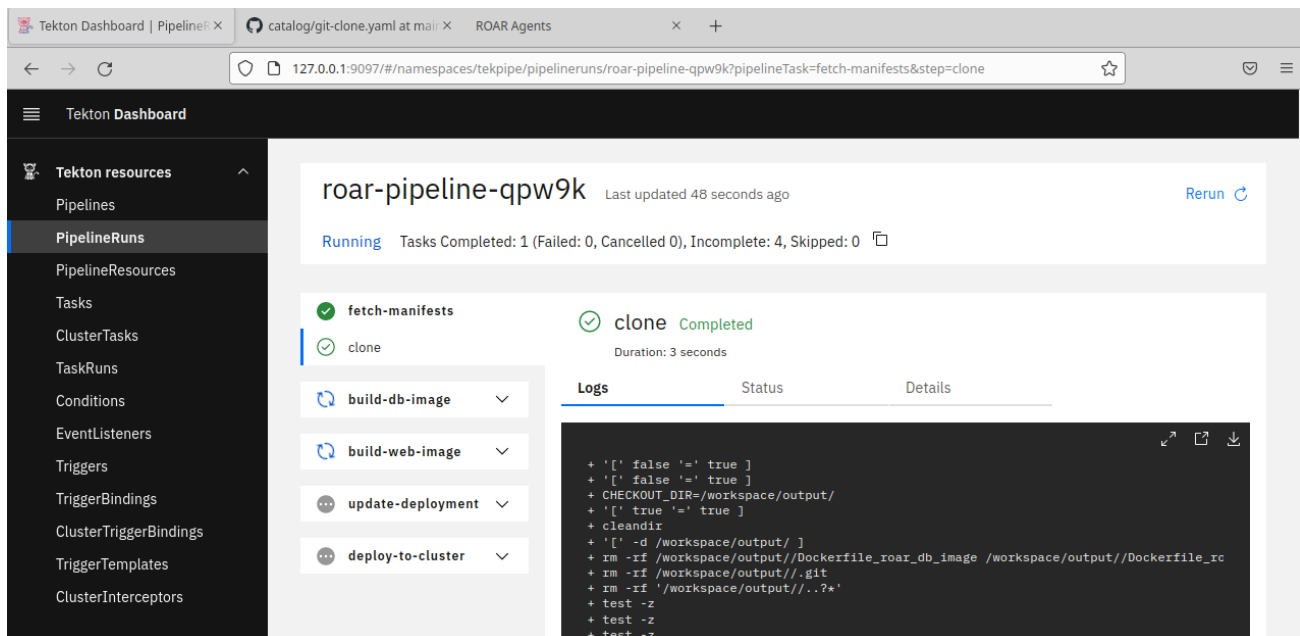 Tekton Dashboard | PipelineR
catalog/git-clone.yaml at main
ROAR Agents
127.0.0.1:9097/#/namespaces/tekpipe/pipelineruns/roar-pipeline-qpw9k?pipelineTask=fetch-manifests&step=clone
Tekton Dashboard
Tekton resources
Pipelines
PipelineRuns
PipelineResources
Tasks
ClusterTasks
TaskRuns
Conditions
EventListeners
Triggers
TriggerBindings
ClusterTriggerBindings
TriggerTemplates
ClusterInterceptors
roar-pipeline-qpw9k Last updated 48 seconds ago
Rerun
Running Tasks Completed: 1 (Failed: 0, Cancelled 0), Incomplete: 4, Skipped: 0
fetch-manifests
clone
build-db-image
build-web-image
update-deployment
deploy-to-cluster
clone Completed
Duration: 3 seconds
Logs Status Details
+ '[' false '=' true ]
+ '[' false '=' true ]
+ CHECKOUT_DIR=/workspace/output/
+ '[' true '=' true ]
+ cleandir
+ '[' -d /workspace/output/ ]
+ rm -rf /workspace/output//Dockerfile_roar_db_image /workspace/output//Dockerfile_rc
+ rm -rf /workspace/output//.git
+ rm -rf '/workspace/output//..?*'
+ test -z
+ test -z
+ test -z